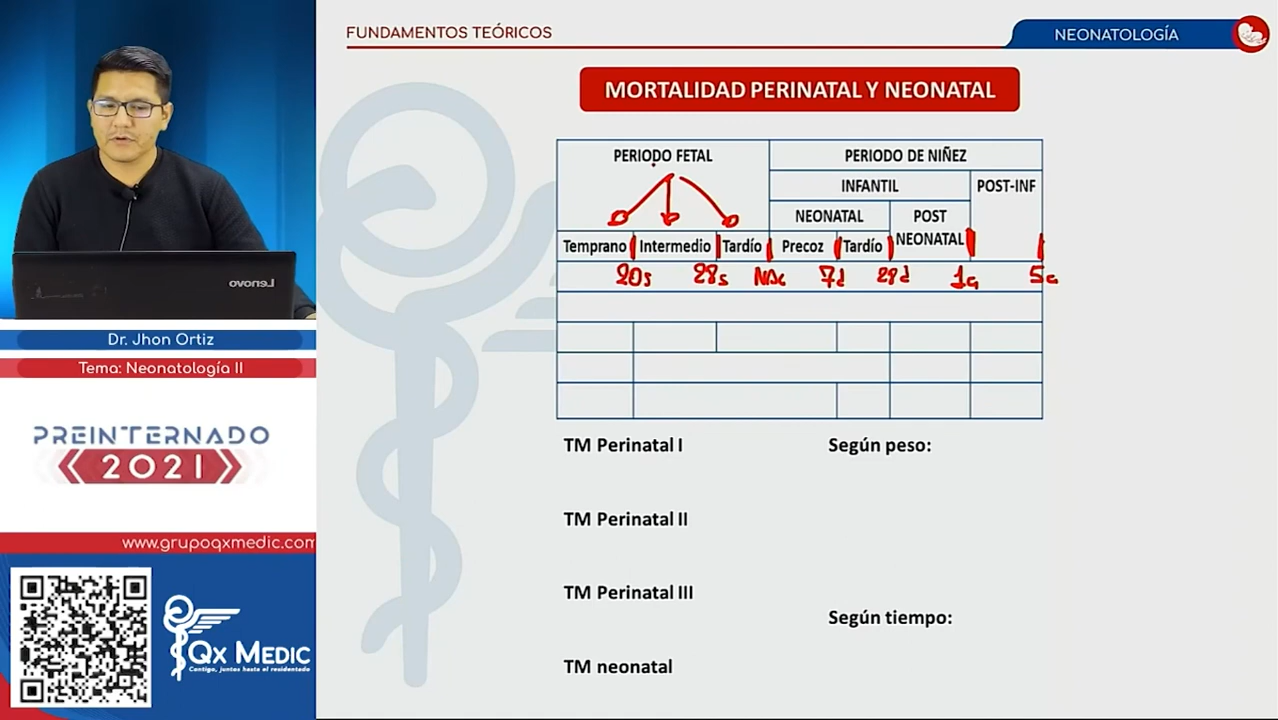 FUNDAMENTOS TEÓRICOS
NEONATOLOGÍA
MORTALIDAD PERINATAL Y NEONATAL
PERIODO FETAL
PERIODO DE NIÑEZ
INFANTIL
POST-INF
NEONATAL
POST
NEONATAL
Temprano
Intermedio
Tardío
Precoz
Tardío
20s
28s
Nac
7d
28d
1a
5a
TM Perinatal I
Según peso:
TM Perinatal II
TM Perinatal III
Según tiempo:
TM neonatal
lenovo
Dr. Jhon Ortiz
Tema: Neonatología II
PREINTERNADO
2021
www.grupoqxmedic.com
QX MEDIC
Contigo, juntos hasta el residentado